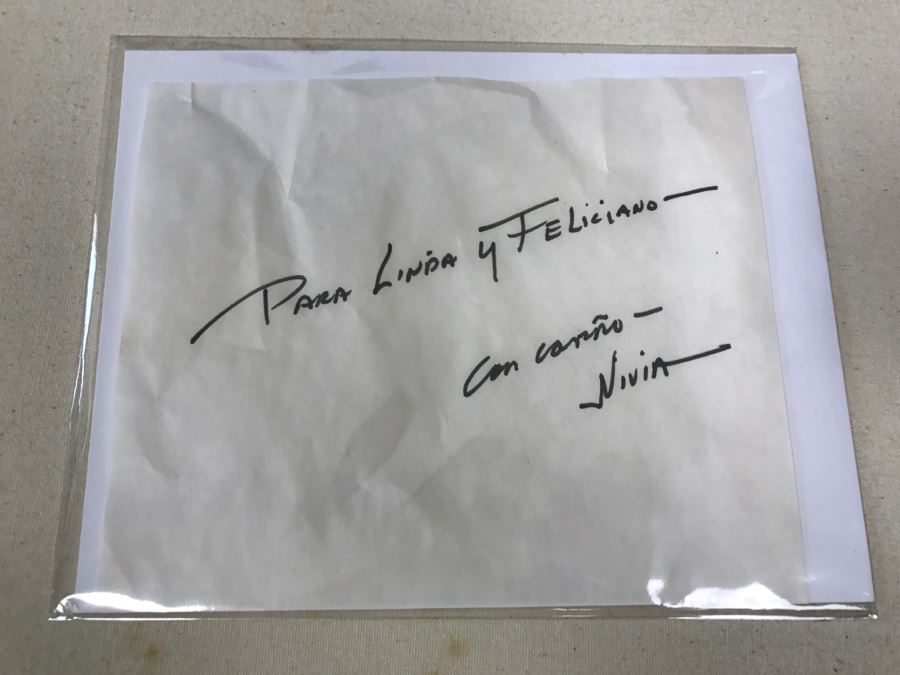 Para Linda y Feliciano—
Con cariño—
Nivia